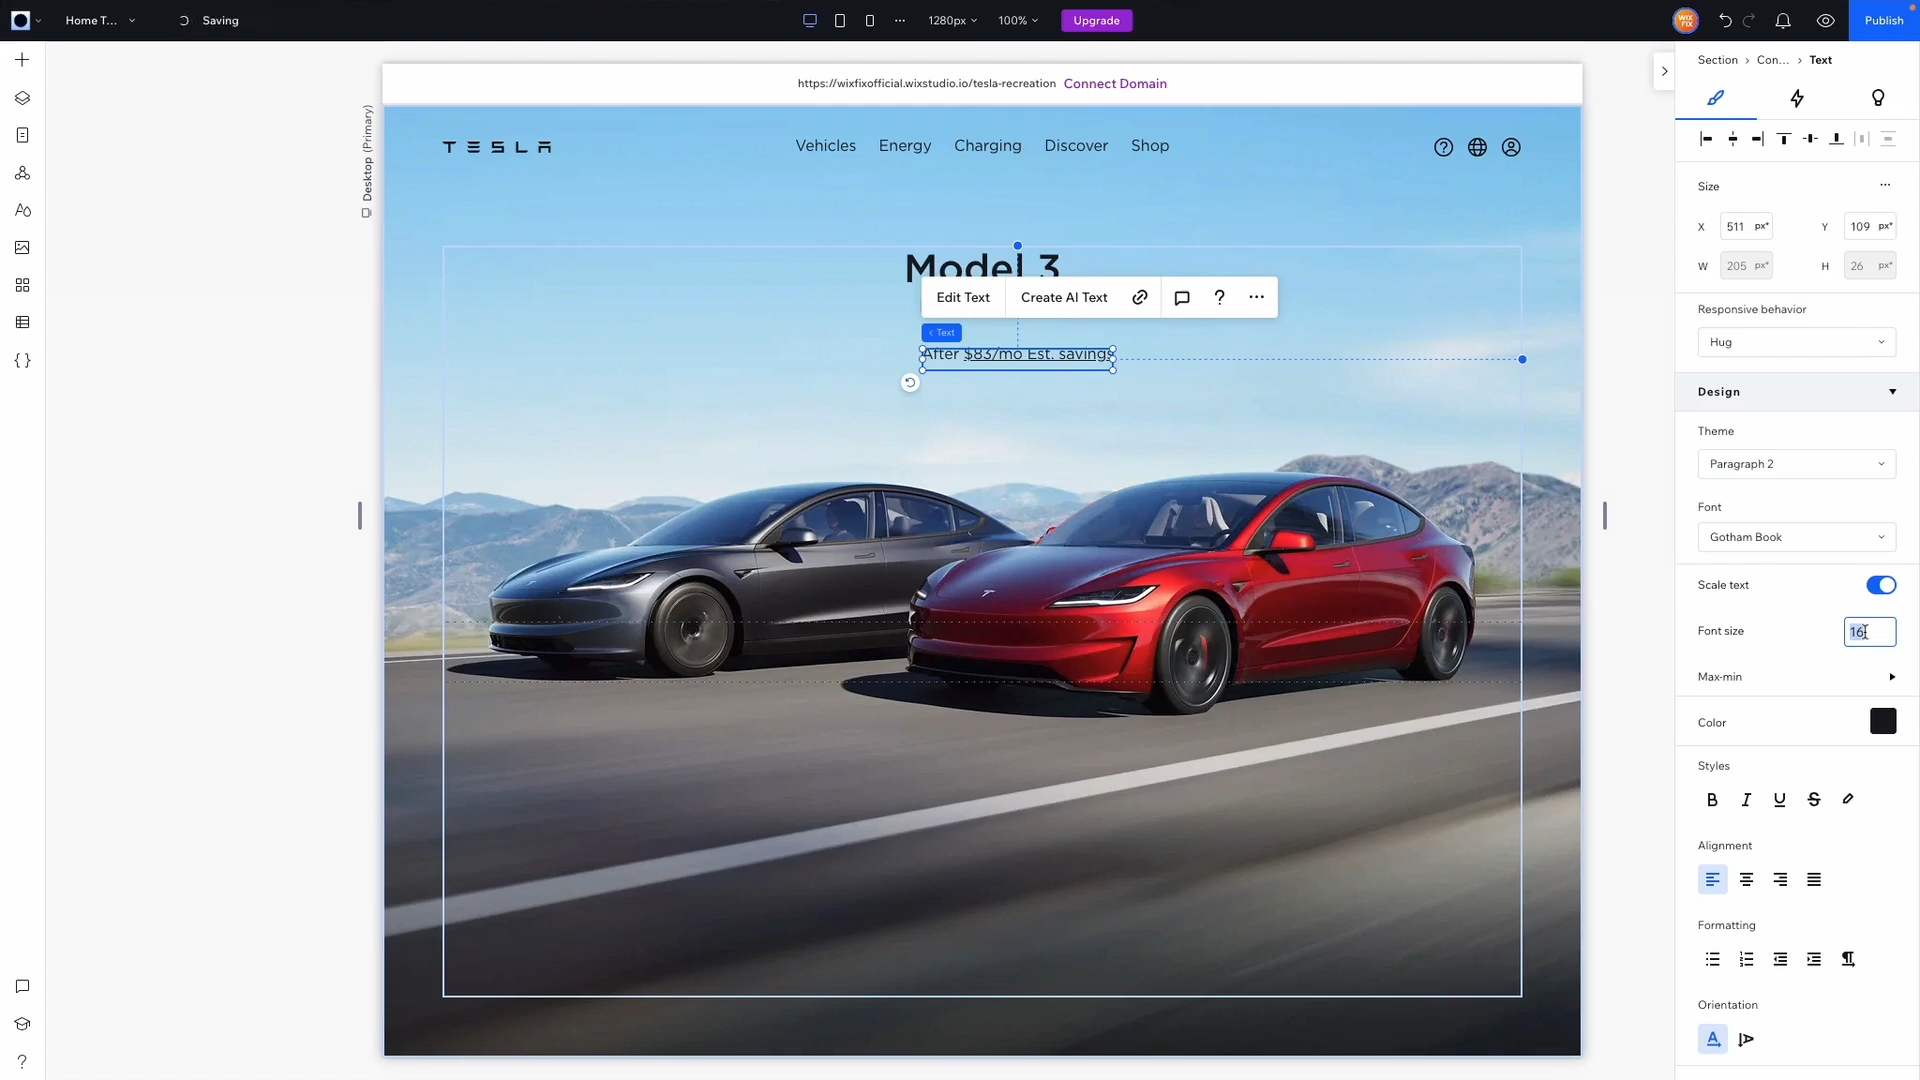 Home T...
Saving
1280px
100%
Upgrade
WIX
FIX
Publish
https://wixfixofficial.wixstudio.io/tesla-recreation Connect Domain
Section > Con... > Text
Desktop (Primary)
TESLA
Vehicles Energy Charging Discover Shop
Size
X 511 px* Y 109 px*
W 205 px* H 26 px*
Model 3
Edit Text Create AI Text
< Text
After $83/mo Est. savings
Responsive behavior
Hug
Design
Theme
Paragraph 2
Font
Gotham Book
Scale text
Font size 16
Max-min
Color
Styles
B I U S
Alignment
Formatting
Orientation